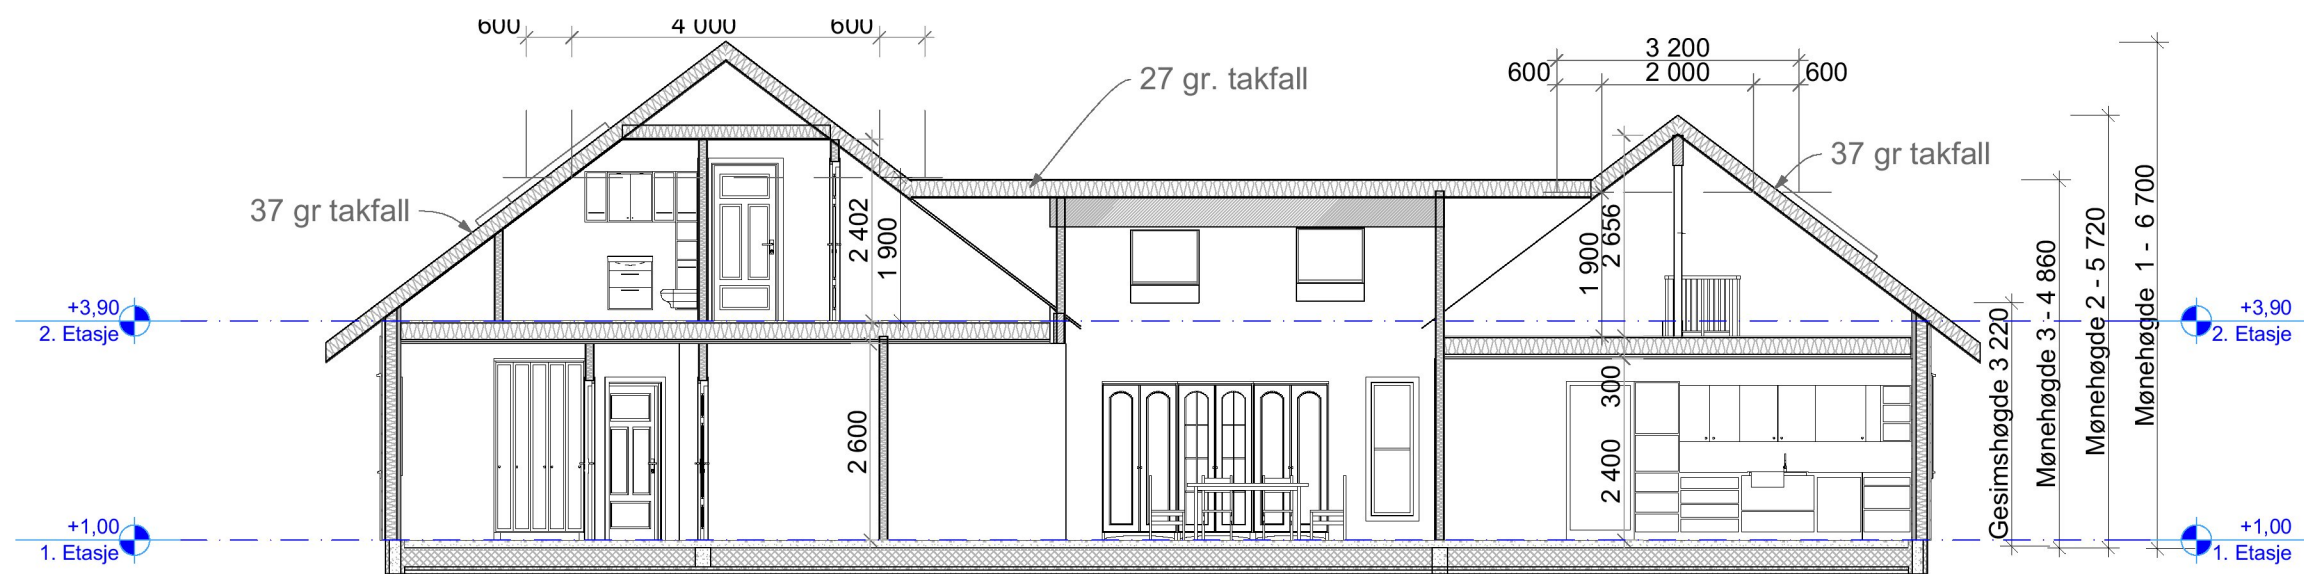 600
4 000
600
3 200
600
2 000
600
27 gr. takfall
37 gr takfall
37 gr takfall
2 402
1 900
1 900
2 656
+3,90
2. Etasje
+3,90
2. Etasje
2 600
300
2 400
Gesimshøgde 3 220
Mønehøgde 3 - 4 860
Mønehøgde 2 - 5 720
Mønehøgde 1 - 6 700
+1,00
1. Etasje
+1,00
1. Etasje